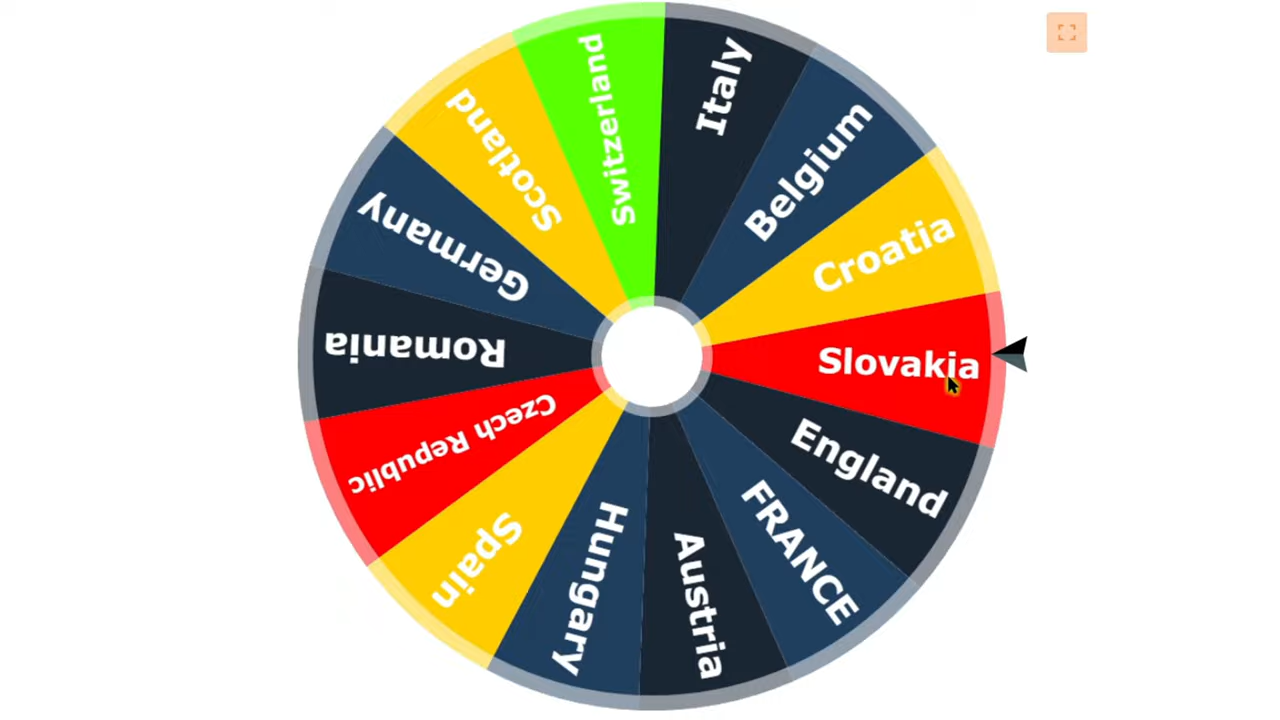 Italy
Belgium
Croatia
Slovakia
England
FRANCE
Austria
Hungary
Spain
Czech Republic
Romania
Germany
Scotland
Switzerland